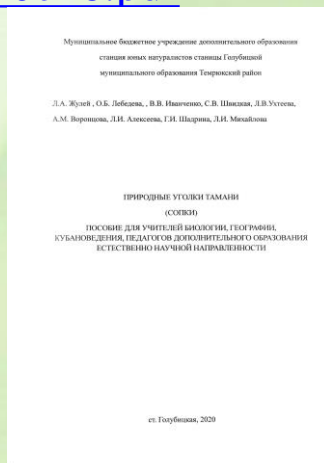 Муниципальное бюджетное учреждение дополнительного образования
станция юных натуралистов станицы Голубицкой
муниципального образования Темрюкский район
Л.А. Жулей , О.Б. Лебедева, , В.В. Иванченко, С.В. Швидкая, Л.В.Ухтеева,
А.М. Воронцова, Л.И. Алексеева, Г.И. Шадрина, Л.И. Михайлова
ПРИРОДНЫЕ УГОЛКИ ТАМАНИ
(СОПКИ)
ПОСОБИЕ ДЛЯ УЧИТЕЛЕЙ БИОЛОГИИ, ГЕОГРАФИИ,
КУБАНОВЕДЕНИЯ, ПЕДАГОГОВ ДОПОЛНИТЕЛЬНОГО ОБРАЗОВАНИЯ
ЕСТЕСТВЕННО НАУЧНОЙ НАПРАВЛЕННОСТИ
ст. Голубицкая, 2020